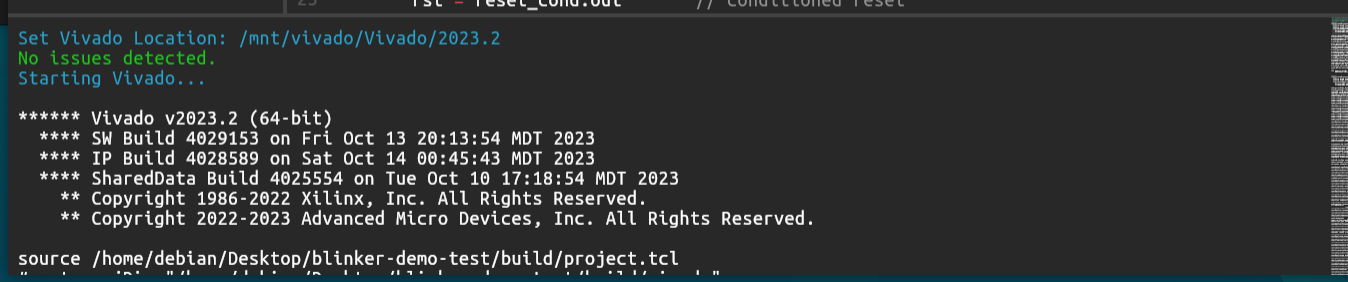 25 rst = reset_cond.out // Conditioned reset
Set Vivado Location: /mnt/vivado/Vivado/2023.2
No issues detected.
Starting Vivado...
****** Vivado v2023.2 (64-bit)
**** SW Build 4029153 on Fri Oct 13 20:13:54 MDT 2023
**** IP Build 4028589 on Sat Oct 14 00:45:43 MDT 2023
**** SharedData Build 4025554 on Tue Oct 10 17:18:54 MDT 2023
** Copyright 1986-2022 Xilinx, Inc. All Rights Reserved.
** Copyright 2022-2023 Advanced Micro Devices, Inc. All Rights Reserved.
source /home/debian/Desktop/blinker-demo-test/build/project.tcl